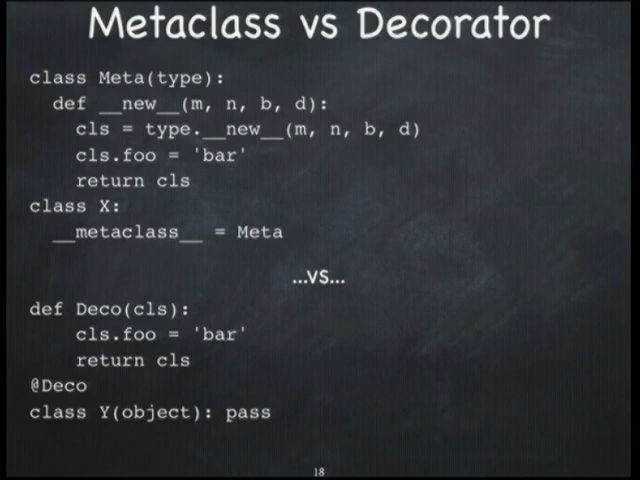 Metaclass vs Decorator
class Meta(type):
  def __new__(m, n, b, d):
    cls = type.__new__(m, n, b, d)
    cls.foo = 'bar'
    return cls
class X:
  __metaclass__ = Meta
...vs...
def Deco(cls):
    cls.foo = 'bar'
    return cls
@Deco
class Y(object): pass
18